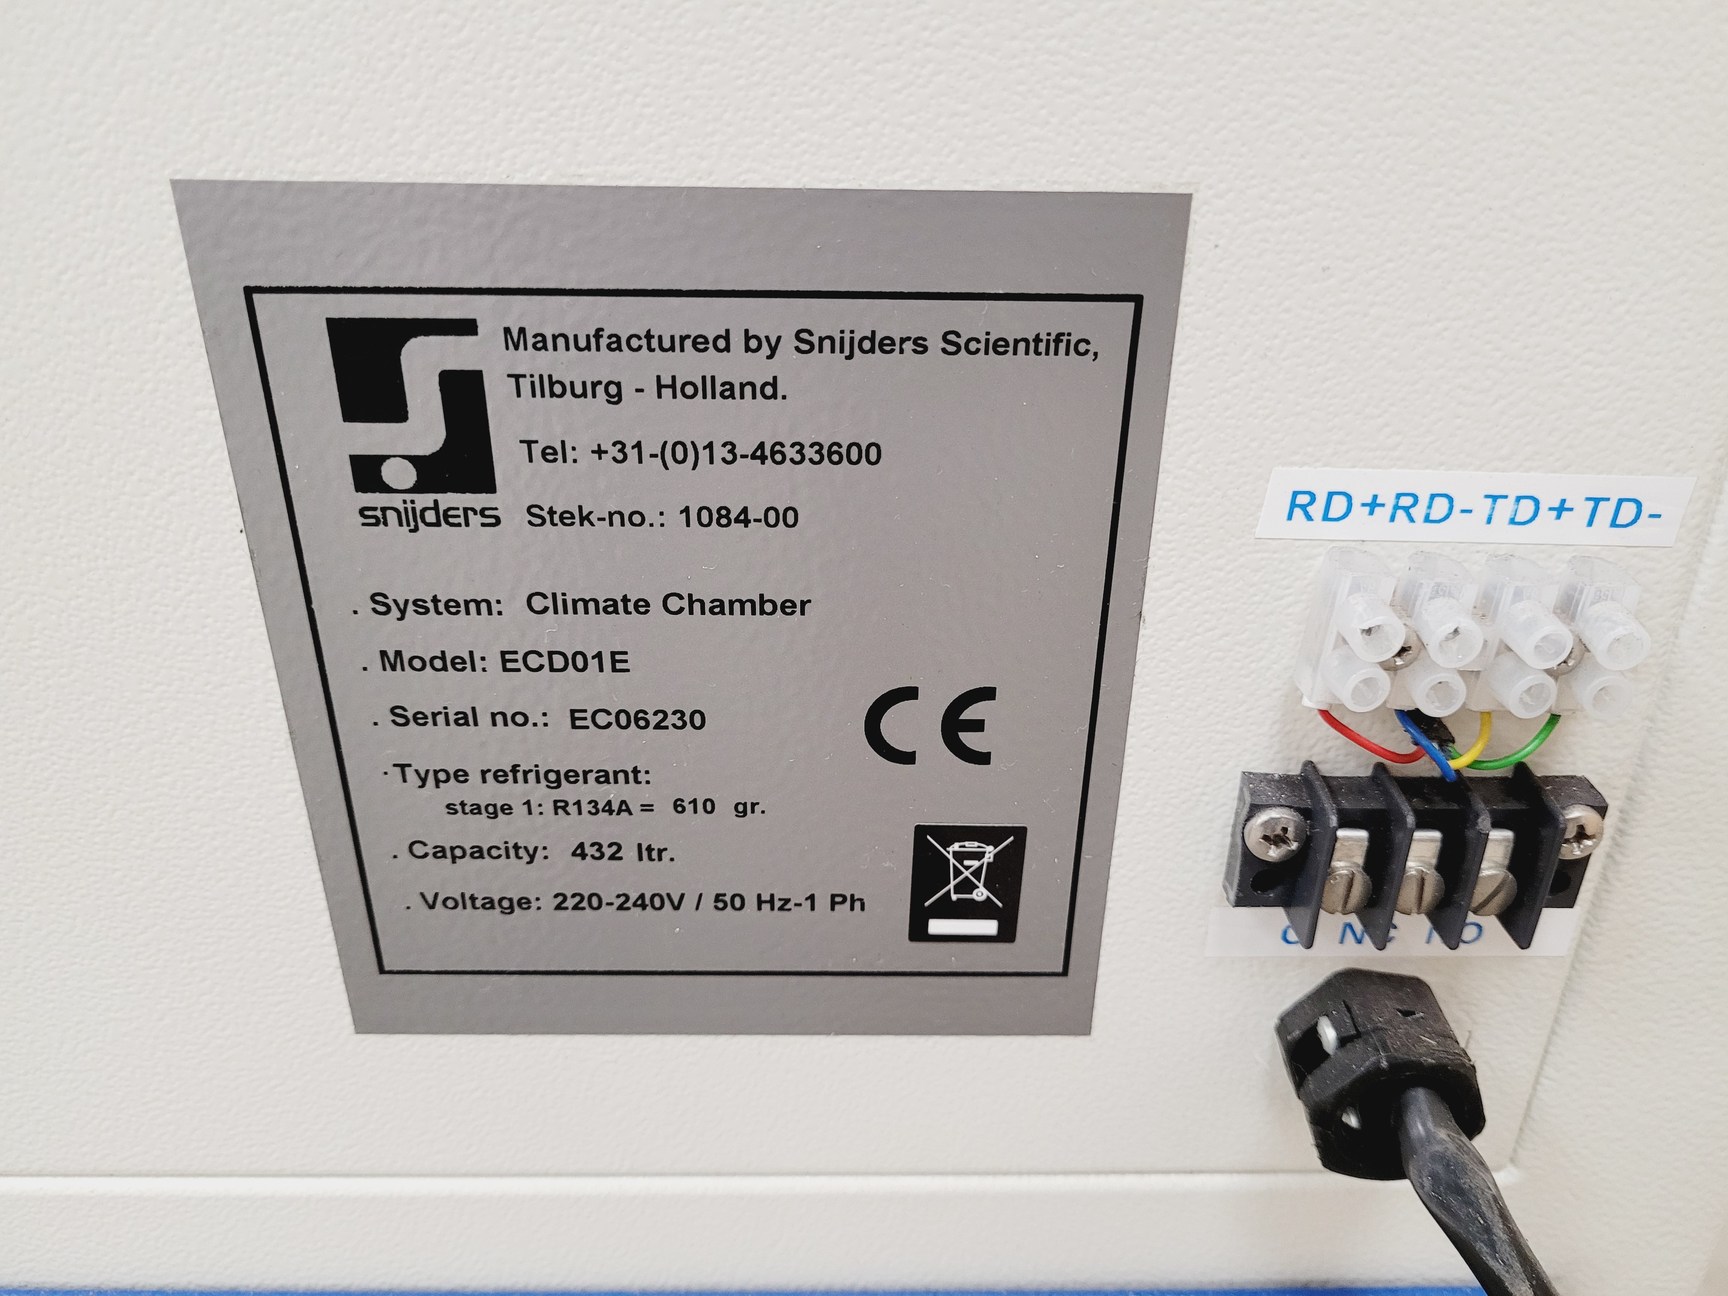 Manufactured by Snijders Scientific,
Tilburg - Holland.
Tel: +31-(0)13-4633600
snijders
Stek-no.: 1084-00
. System: Climate Chamber
. Model: ECD01E
. Serial no.: EC06230
CE
·Type refrigerant:
stage 1: R134A = 610 gr.
. Capacity: 432 ltr.
. Voltage: 220-240V / 50 Hz-1 Ph
RD+RD-TD+TD-
C NC NO